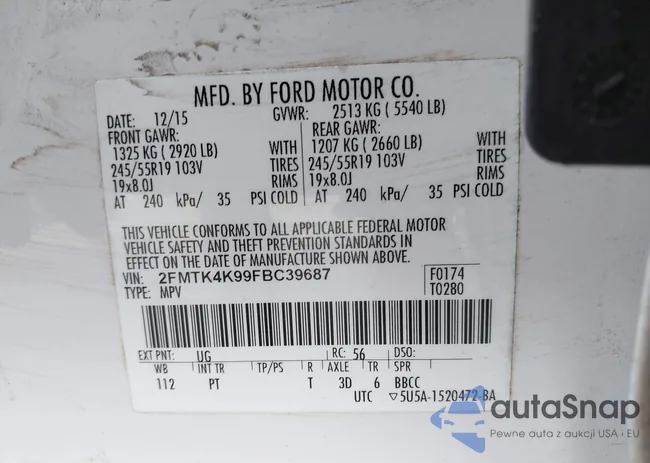 MFD. BY FORD MOTOR CO.
DATE: 12/15 GVWR: 2513 KG ( 5540 LB)
FRONT GAWR: REAR GAWR:
1325 KG ( 2920 LB) WITH 1207 KG ( 2660 LB) WITH
245/55R19 103V TIRES 245/55R19 103V TIRES
19x8.0J RIMS 19x8.0J RIMS
AT 240 kPa/ 35 PSI COLD AT 240 kPa/ 35 PSI COLD
THIS VEHICLE CONFORMS TO ALL APPLICABLE FEDERAL MOTOR
VEHICLE SAFETY AND THEFT PREVENTION STANDARDS IN
EFFECT ON THE DATE OF MANUFACTURE SHOWN ABOVE.
VIN: 2FMTK4K99FBC39687 F0174
TYPE: MPV T0280
EXT PNT: UG RC: 56 DSO:
WB INT TR TP/PS R AXLE TR SPR
112 PT T 3D 6 BBCC
UTC ▽5U5A-1520472-BA
autaSnap
Pewne auta z aukcji USA i EU